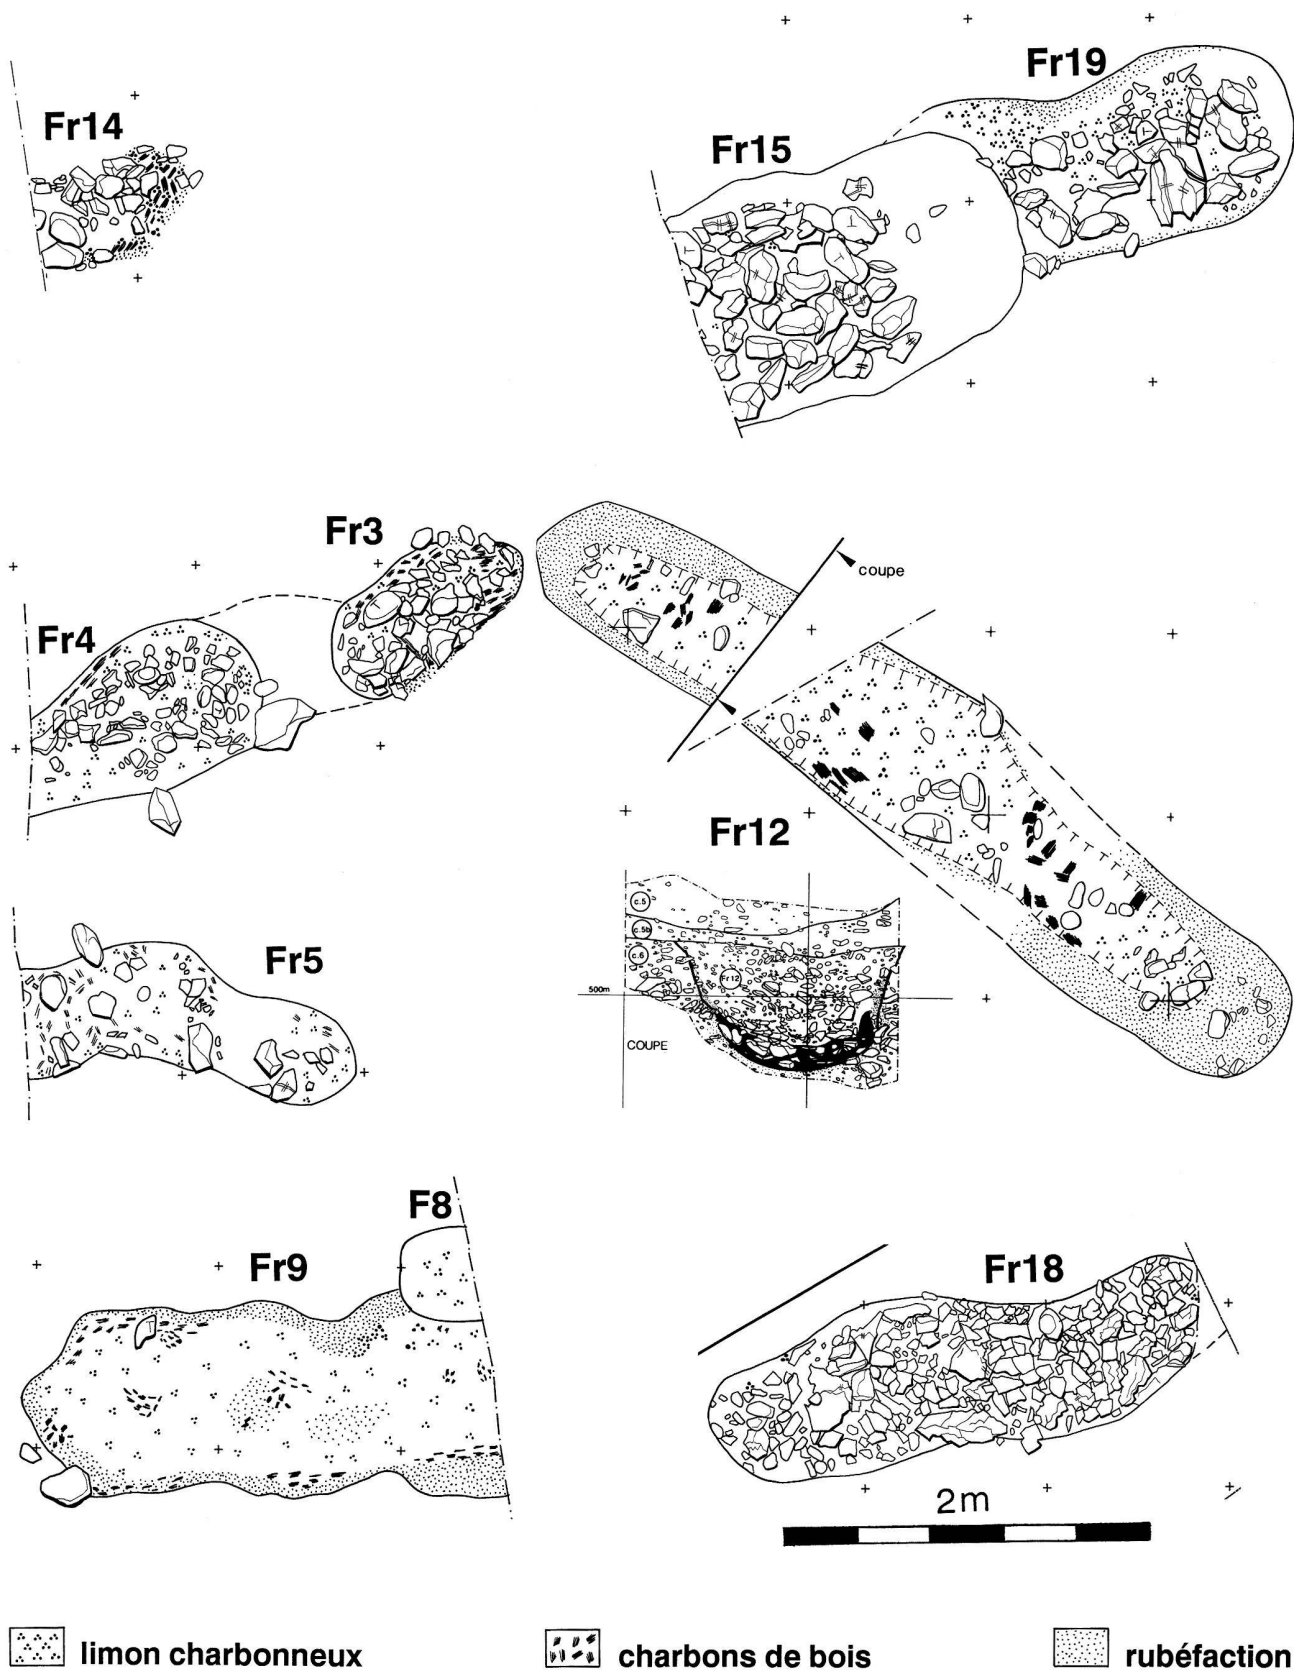 Fr14
Fr19
Fr15
Fr3
coupe
Fr4
Fr12
c.5
c.5b
c.6
Fr12
500m
COUPE
Fr5
F8
Fr9
Fr18
2m
limon charbonneux
charbons de bois
rubéfaction